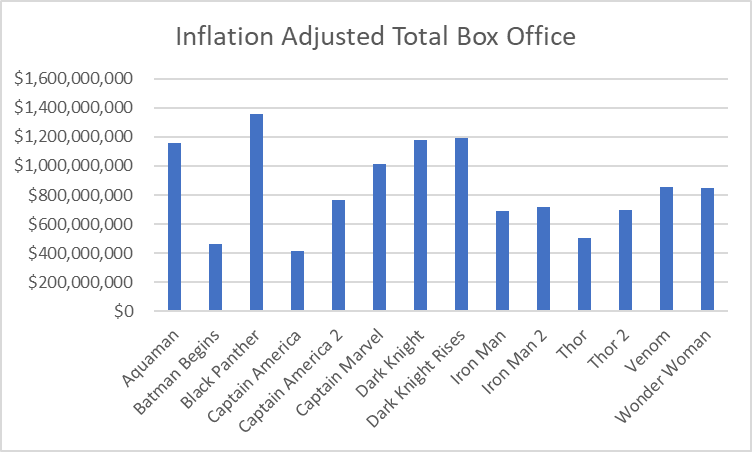 Inflation Adjusted Total Box Office
$1,600,000,000
$1,400,000,000
$1,200,000,000
$1,000,000,000
$800,000,000
$600,000,000
$400,000,000
$200,000,000
$0
Aquaman
Batman Begins
Black Panther
Captain America
Captain America 2
Captain Marvel
Dark Knight
Dark Knight Rises
Iron Man
Iron Man 2
Thor
Thor 2
Venom
Wonder Woman